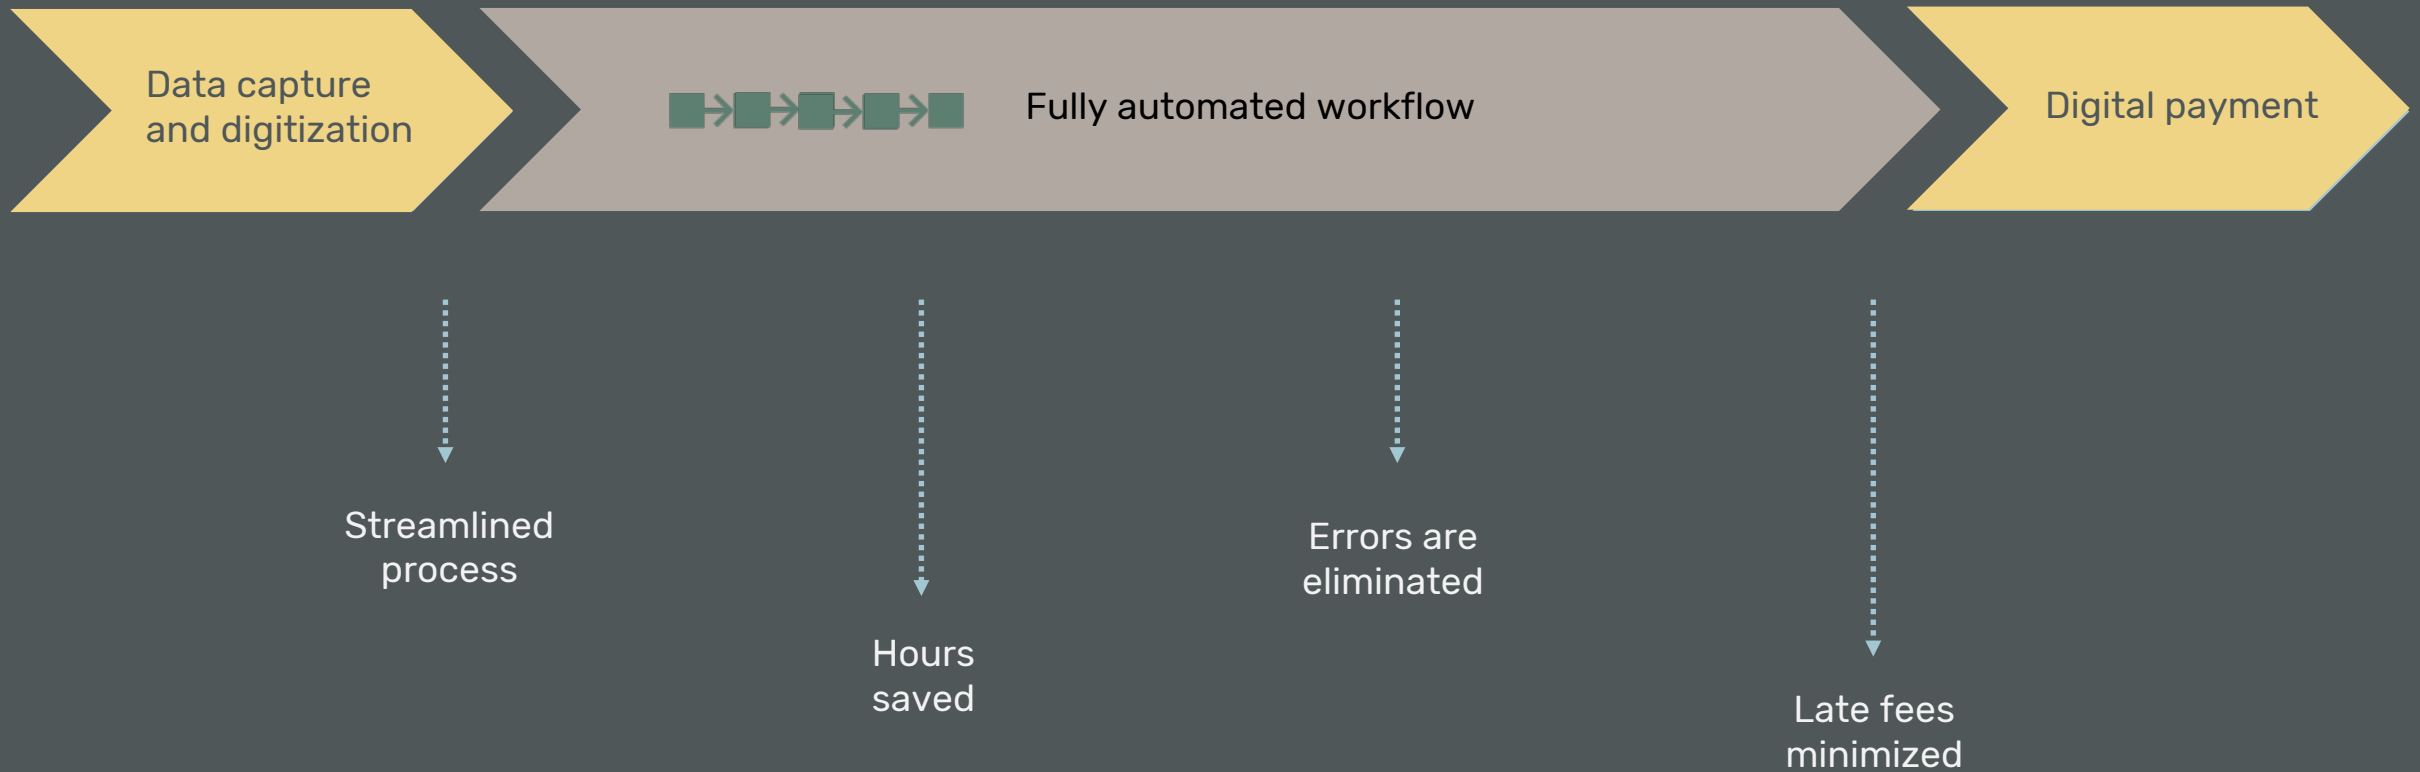 Data capture
and digitization
Fully automated workflow
Digital payment
Streamlined
process
Hours
saved
Errors are
eliminated
Late fees
minimized